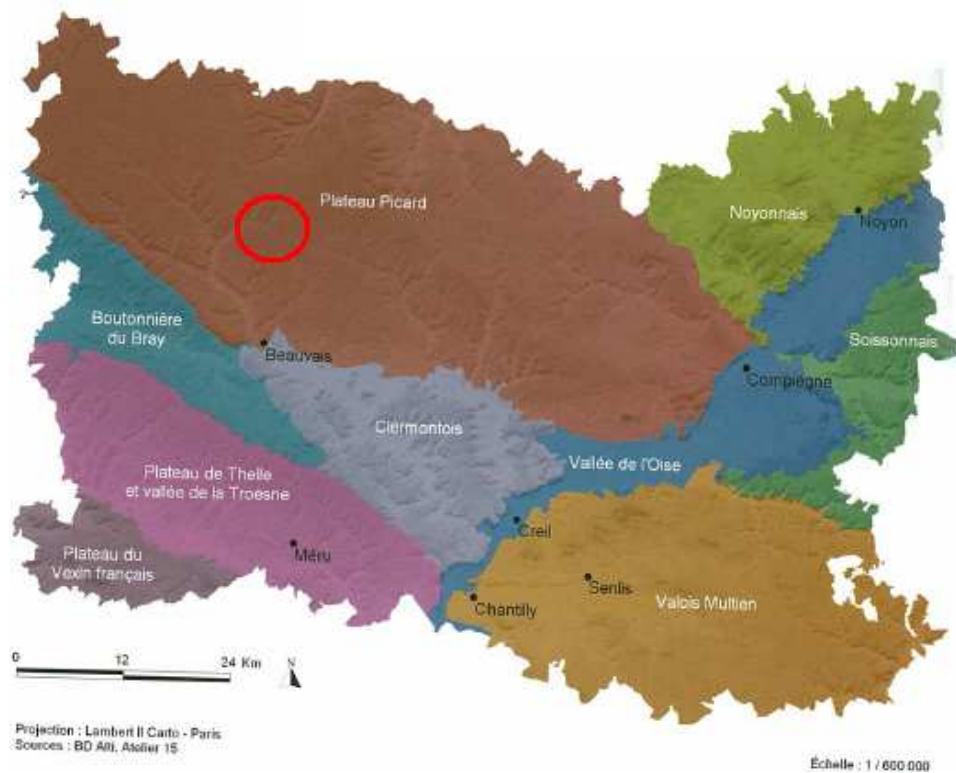 Plateau Picard
Noyonnais
Noyon
Boutonnière
du Bray
Beauvais
Soissonnais
Compiègne
Clermontois
Vallée de l'Oise
Plateau de Thelle
et vallée de la Troesne
Creil
Plateau du
Vexin français
Méru
Senlis
Chantilly
Valois Multien
0 12 24 Km
N
Projection : Lambert II Carto - Paris
Sources : BD Alti, Atelier 15
Échelle : 1 / 600 000